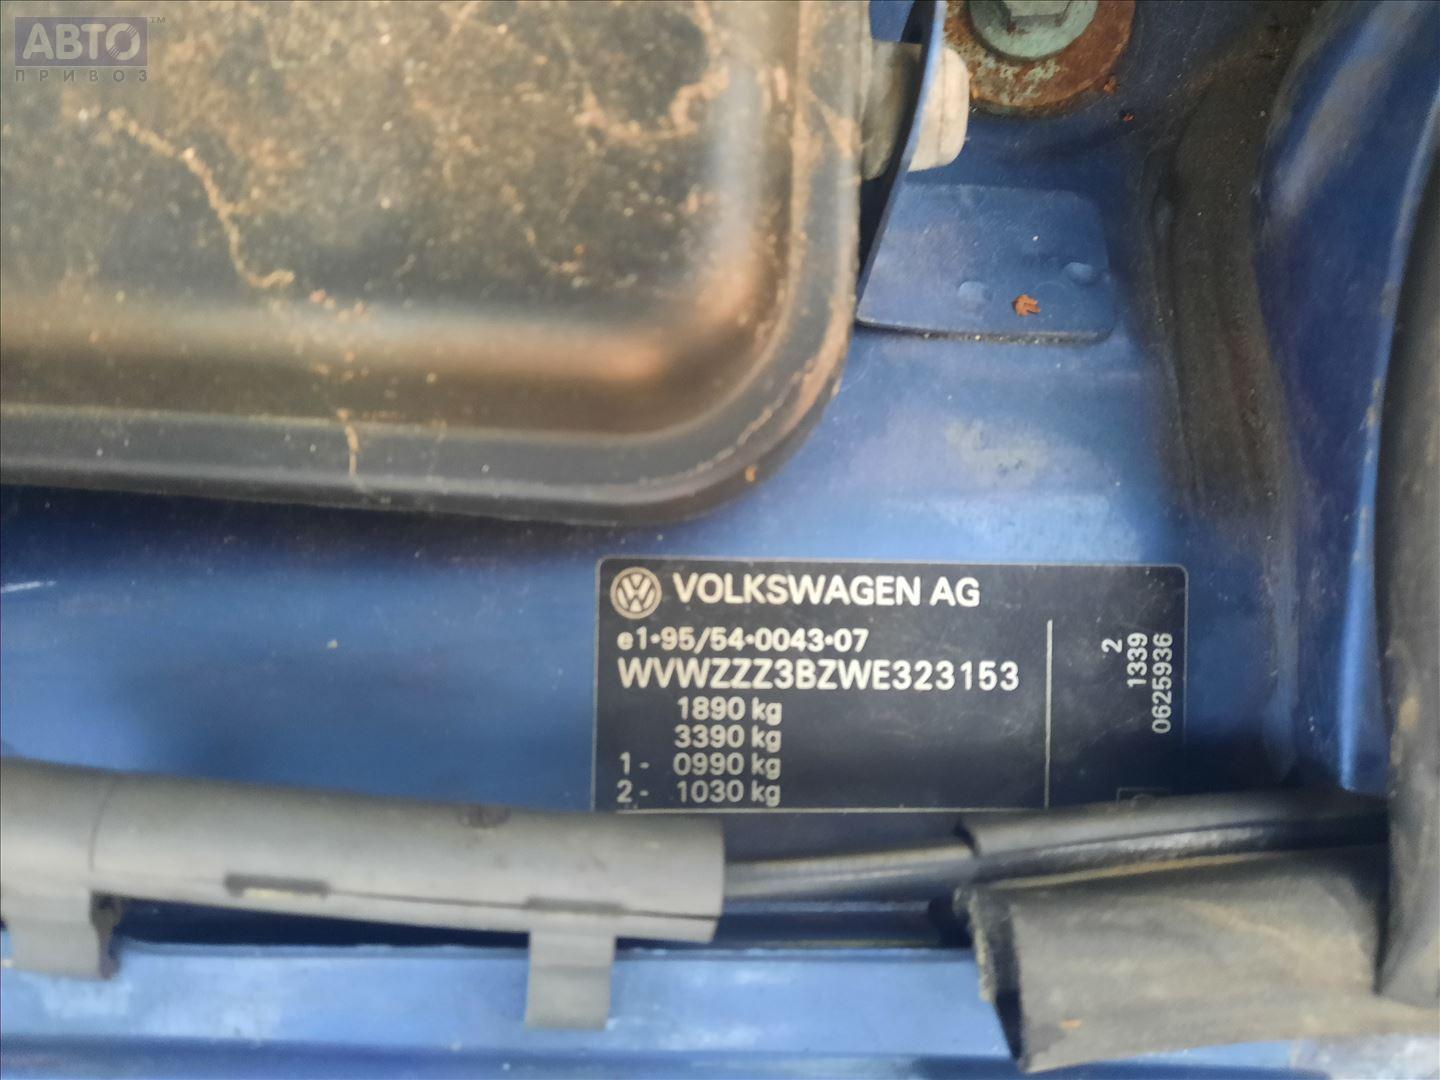 АВТО™
ПРИВОЗ
VOLKSWAGEN AG
e1•95/54•0043•07
WVWZZZ3BZWE323153
1890 kg
3390 kg
1- 0990 kg
2- 1030 kg
2
1339
0625936